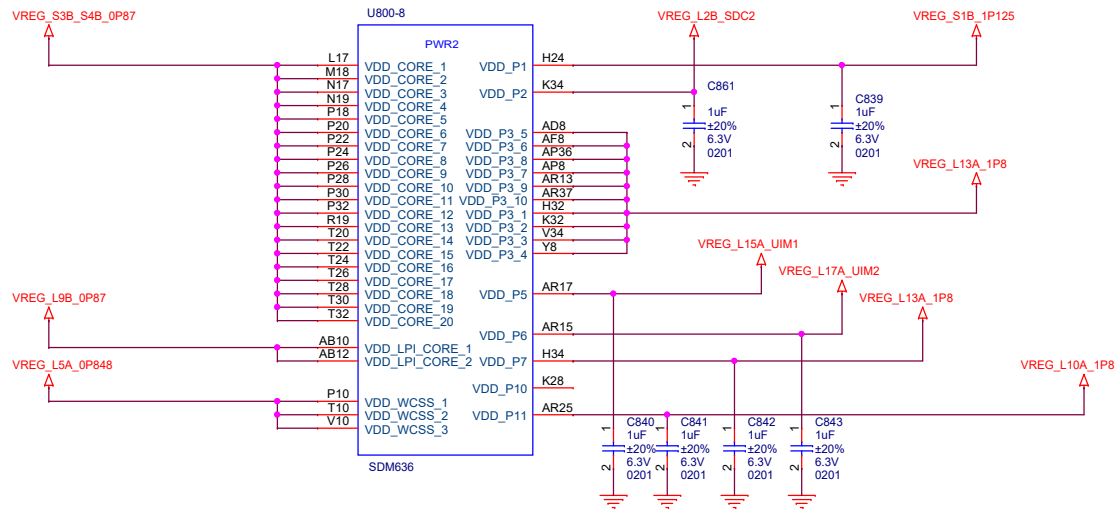 VREG_S3B_S4B_0P87
U800-8
VREG_L2B_SDC2
VREG_S1B_1P125
PWR2
L17 VDD_CORE_1
M18 VDD_CORE_2
N17 VDD_CORE_3
N19 VDD_CORE_4
P18 VDD_CORE_5
P20 VDD_CORE_6
P22 VDD_CORE_7
P24 VDD_CORE_8
P26 VDD_CORE_9
P28 VDD_CORE_10
P30 VDD_CORE_11
P32 VDD_CORE_12
R19 VDD_CORE_13
T20 VDD_CORE_14
T22 VDD_CORE_15
T24 VDD_CORE_16
T26 VDD_CORE_17
T28 VDD_CORE_18
T30 VDD_CORE_19
T32 VDD_CORE_20
VREG_L9B_0P87
AB10 VDD_LPI_CORE_1
AB12 VDD_LPI_CORE_2
VREG_L5A_0P848
P10 VDD_WCSS_1
T10 VDD_WCSS_2
V10 VDD_WCSS_3
VDD_P1 H24
VDD_P2 K34
VDD_P3_5 AD8
VDD_P3_6 AF8
VDD_P3_8 AP36
VDD_P3_7 AP8
VDD_P3_9 AR13
VDD_P3_10 AR37
VDD_P3_1 H32
VDD_P3_2 K32
VDD_P3_3 V34
VDD_P3_4 Y8
VDD_P5 AR17
VDD_P6 AR15
VDD_P7 H34
VDD_P10 K28
VDD_P11 AR25
SDM636
C861
1
1uF
±20%
2
6.3V
0201
C839
1
1uF
±20%
2
6.3V
0201
VREG_L13A_1P8
VREG_L15A_UIM1
VREG_L17A_UIM2
VREG_L13A_1P8
VREG_L10A_1P8
C840
1
1uF
±20%
2
6.3V
0201
C841
1
1uF
±20%
2
6.3V
0201
C842
1
1uF
±20%
2
6.3V
0201
C843
1
1uF
±20%
2
6.3V
0201